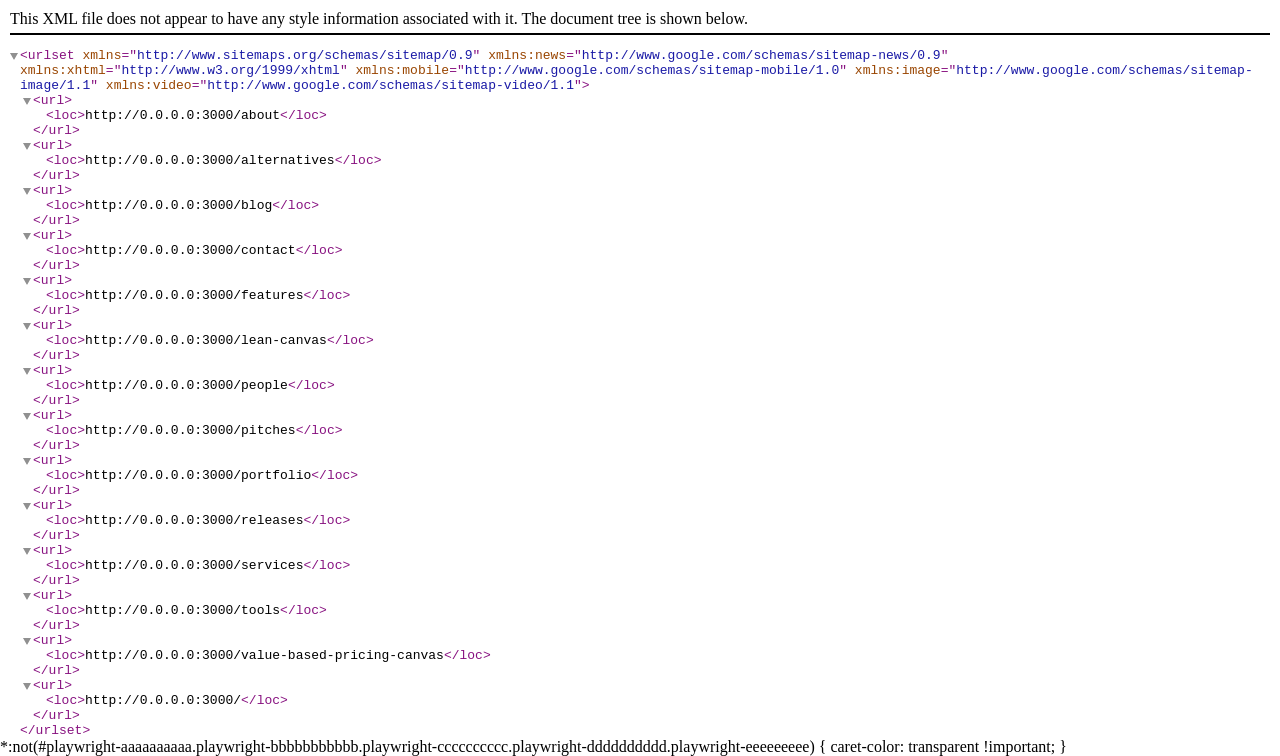 This XML file does not appear to have any style information associated with it. The document tree is shown below.
<urlset xmlns="http://www.sitemaps.org/schemas/sitemap/0.9" xmlns:news="http://www.google.com/schemas/sitemap-news/0.9"
xmlns:xhtml="http://www.w3.org/1999/xhtml" xmlns:mobile="http://www.google.com/schemas/sitemap-mobile/1.0" xmlns:image="http://www.google.com/schemas/sitemap-
image/1.1" xmlns:video="http://www.google.com/schemas/sitemap-video/1.1">
<url>
<loc>http://0.0.0.0:3000/about</loc>
</url>
<url>
<loc>http://0.0.0.0:3000/alternatives</loc>
</url>
<url>
<loc>http://0.0.0.0:3000/blog</loc>
</url>
<url>
<loc>http://0.0.0.0:3000/contact</loc>
</url>
<url>
<loc>http://0.0.0.0:3000/features</loc>
</url>
<url>
<loc>http://0.0.0.0:3000/lean-canvas</loc>
</url>
<url>
<loc>http://0.0.0.0:3000/people</loc>
</url>
<url>
<loc>http://0.0.0.0:3000/pitches</loc>
</url>
<url>
<loc>http://0.0.0.0:3000/portfolio</loc>
</url>
<url>
<loc>http://0.0.0.0:3000/releases</loc>
</url>
<url>
<loc>http://0.0.0.0:3000/services</loc>
</url>
<url>
<loc>http://0.0.0.0:3000/tools</loc>
</url>
<url>
<loc>http://0.0.0.0:3000/value-based-pricing-canvas</loc>
</url>
<url>
<loc>http://0.0.0.0:3000/</loc>
</url>
</urlset>
*:not(#playwright-aaaaaaaaaa.playwright-bbbbbbbbbbb.playwright-cccccccccc.playwright-dddddddddd.playwright-eeeeeeeee) { caret-color: transparent !important; }